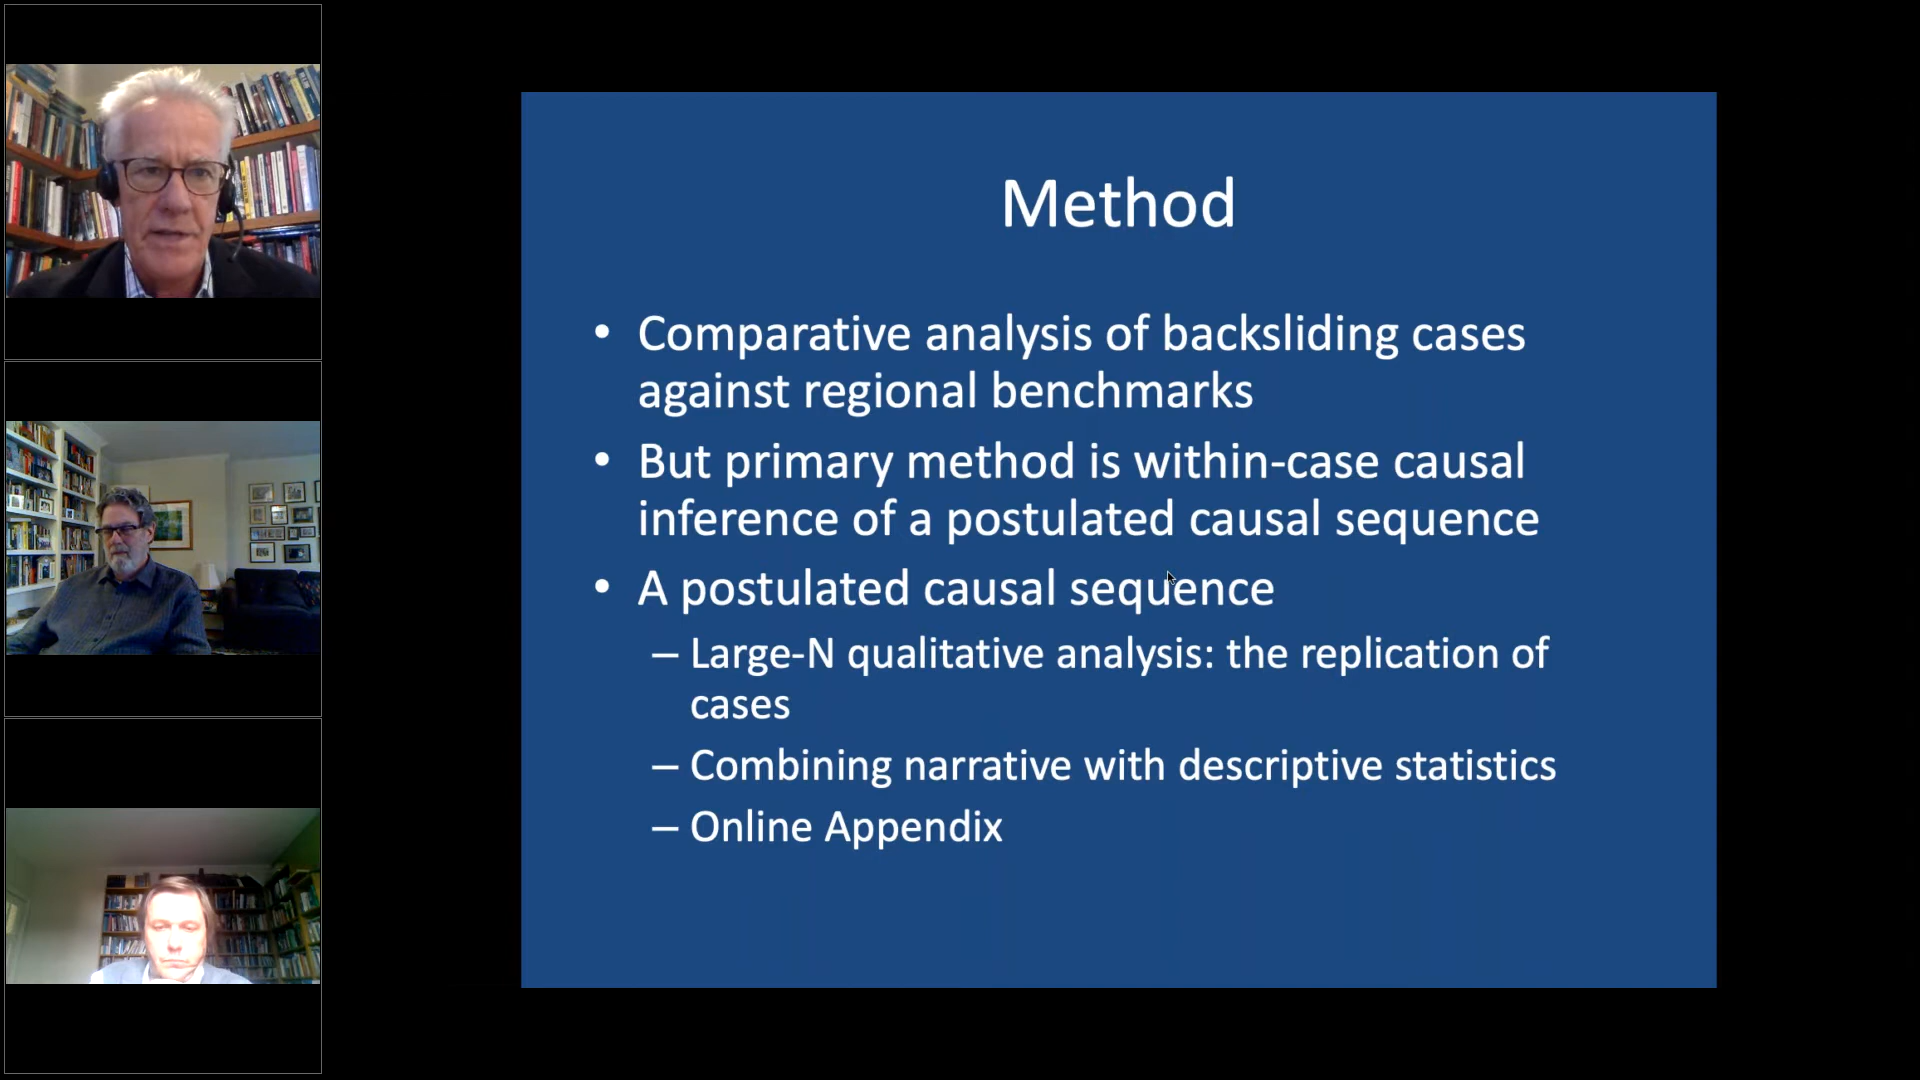 Method
• Comparative analysis of backsliding cases
against regional benchmarks
• But primary method is within-case causal
inference of a postulated causal sequence
• A postulated causal sequence
– Large-N qualitative analysis: the replication of
cases
– Combining narrative with descriptive statistics
– Online Appendix